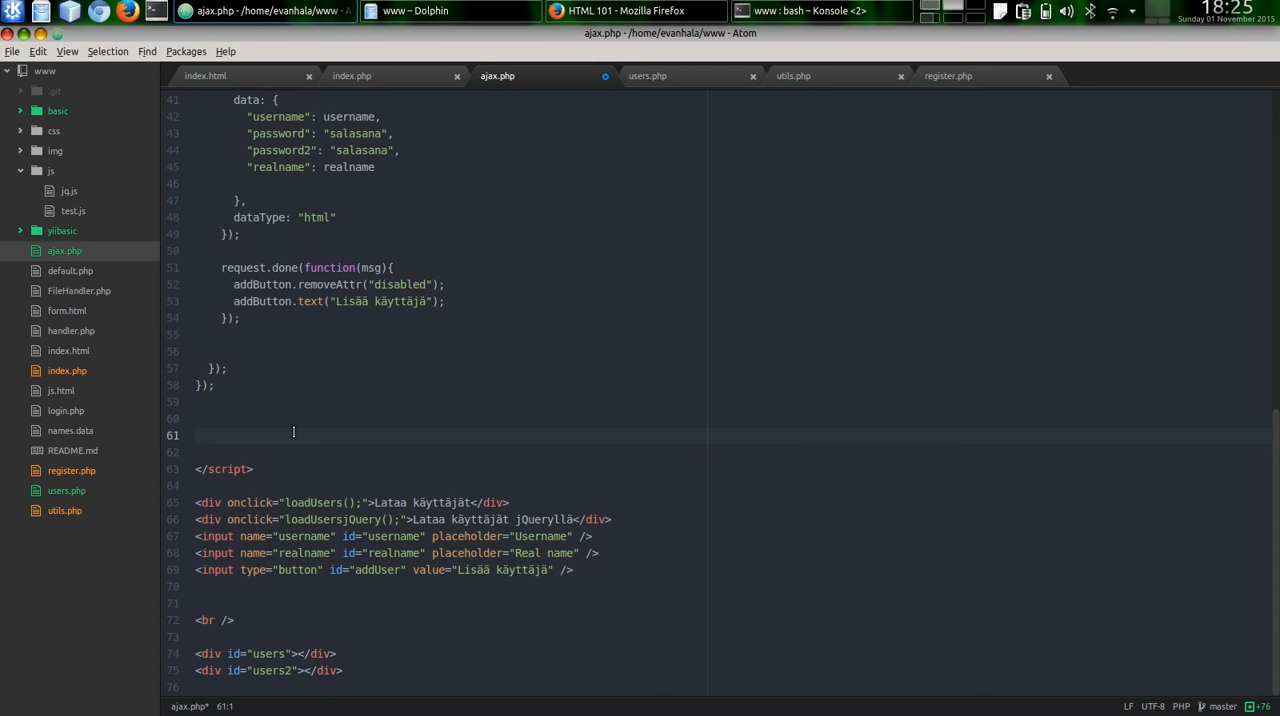 ajax.php - /home/evanhala/www - A
www – Dolphin
HTML 101 - Mozilla Firefox
www : bash – Konsole <2>
18:25
Sunday 01 November 2015
ajax.php - /home/evanhala/www - Atom
File Edit View Selection Find Packages Help
www
index.html
index.php
ajax.php
users.php
utils.php
register.php
.git
basic
css
img
js
jq.js
test.js
yiibasic
ajax.php
default.php
FileHandler.php
form.html
handler.php
index.html
index.php
js.html
login.php
names.data
README.md
register.php
users.php
utils.php
41 data: {
42 "username": username,
43 "password": "salasana",
44 "password2": "salasana",
45 "realname": realname
46
47 },
48 dataType: "html"
49 });
50
51 request.done(function(msg){
52 addButton.removeAttr("disabled");
53 addButton.text("Lisää käyttäjä");
54 });
55
56
57 });
58 });
59
60
61
62
63 </script>
64
65 <div onclick="loadUsers();">Lataa käyttäjät</div>
66 <div onclick="loadUsersjQuery();">Lataa käyttäjät jQueryllä</div>
67 <input name="username" id="username" placeholder="Username" />
68 <input name="realname" id="realname" placeholder="Real name" />
69 <input type="button" id="addUser" value="Lisää käyttäjä" />
70
71
72 <br />
73
74 <div id="users"></div>
75 <div id="users2"></div>
76
ajax.php* 61:1
LF UTF-8 PHP master +76